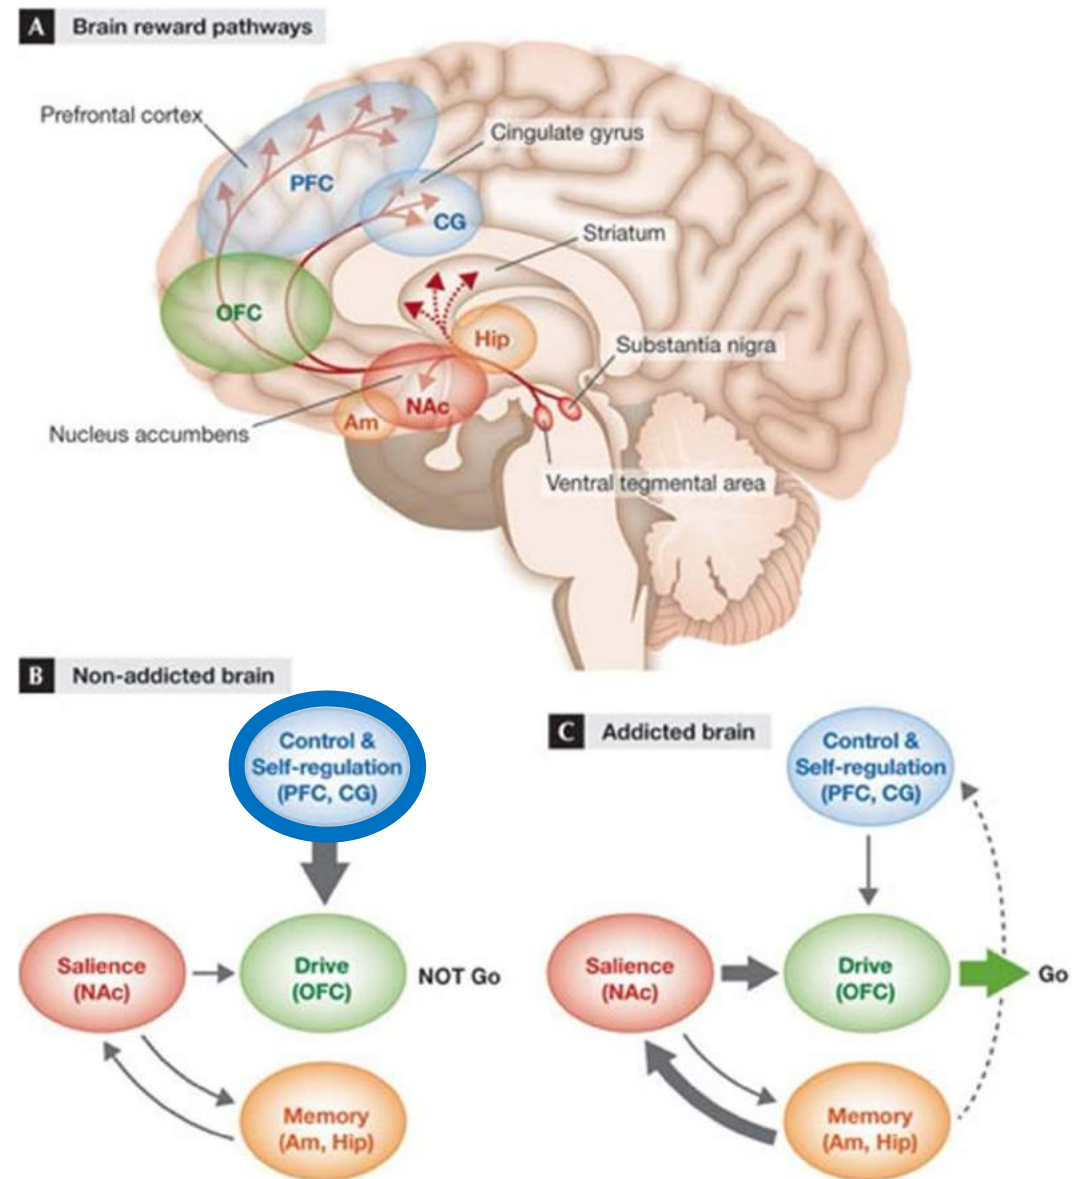 A Brain reward pathways
Prefrontal cortex
Cingulate gyrus
PFC
CG
Striatum
OFC
Hip
Substantia nigra
NAc
Am
Nucleus accumbens
Ventral tegmental area
B Non-addicted brain
Control &
Self-regulation
(PFC, CG)
Salience
(NAc)
Drive
(OFC)
NOT Go
Memory
(Am, Hip)
C Addicted brain
Control &
Self-regulation
(PFC, CG)
Salience
(NAc)
Drive
(OFC)
Go
Memory
(Am, Hip)